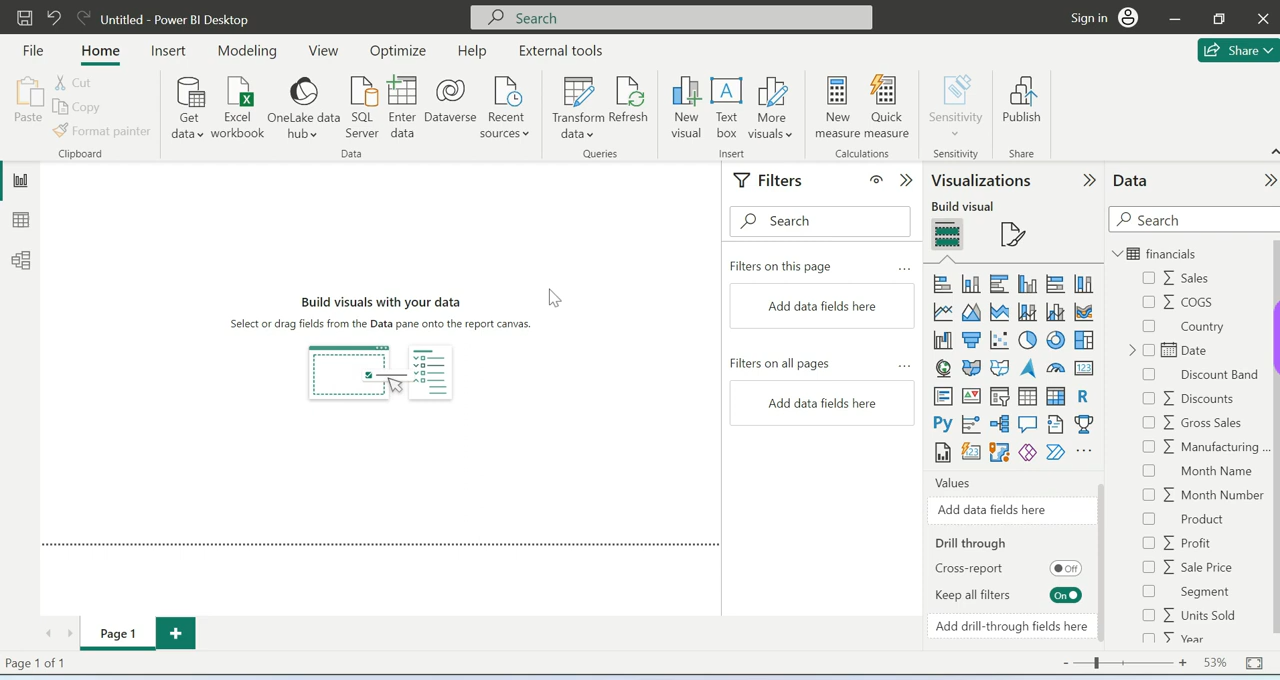 Untitled - Power BI Desktop
Search
Sign in
File
Home
Insert
Modeling
View
Optimize
Help
External tools
Share
Paste
Cut
Copy
Format painter
Clipboard
Get
data
Excel
workbook
OneLake data
hub
SQL
Server
Enter
data
Dataverse
Recent
sources
Data
Transform
data
Refresh
Queries
New
visual
A
Text
box
More
visuals
Insert
New
measure
Quick
measure
Calculations
Sensitivity
Sensitivity
Publish
Share
Build visuals with your data
Select or drag fields from the Data pane onto the report canvas.
Filters
Search
Filters on this page
...
Add data fields here
Filters on all pages
...
Add data fields here
Visualizations
Build visual
123
R
Py
123
...
Values
Add data fields here
Drill through
Cross-report
Off
Keep all filters
On
Add drill-through fields here
Data
Search
financials
∑ Sales
∑ COGS
Country
Date
Discount Band
∑ Discounts
∑ Gross Sales
∑ Manufacturing ...
Month Name
∑ Month Number
Product
∑ Profit
∑ Sale Price
Segment
∑ Units Sold
∑ Year
Page 1
+
Page 1 of 1
- + 53%